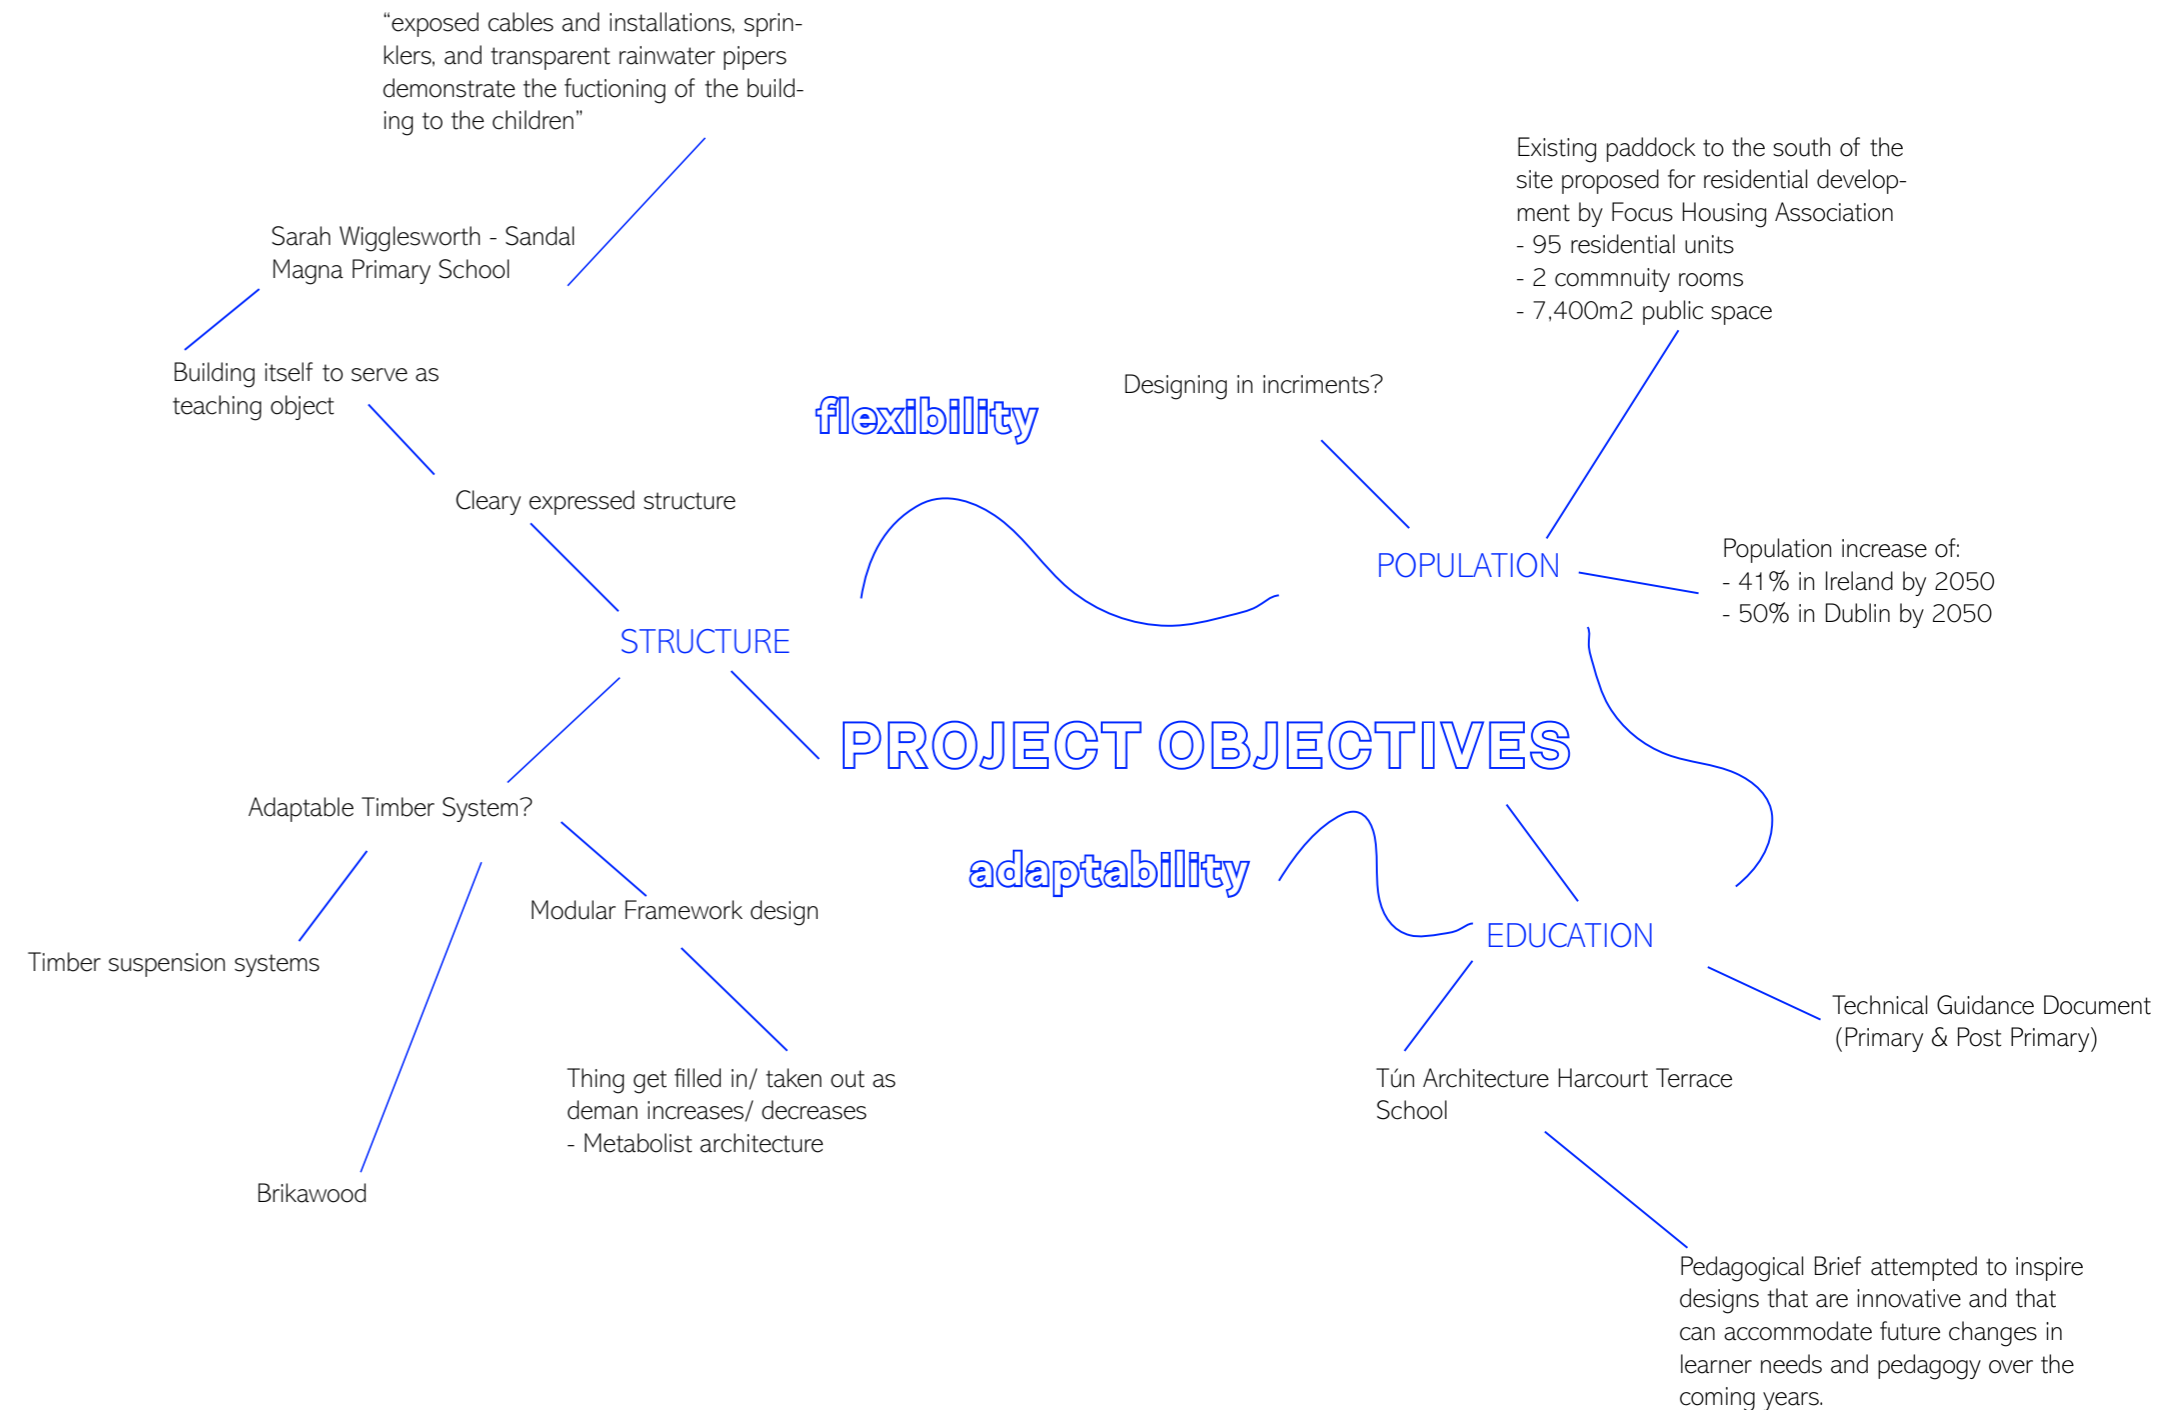 “exposed cables and installations, sprin-
klers, and transparent rainwater pipers
demonstrate the fuctioning of the build-
ing to the children”
Sarah Wigglesworth - Sandal
Magna Primary School
Building itself to serve as
teaching object
Cleary expressed structure
STRUCTURE
flexibility
Designing in incriments?
Existing paddock to the south of the
site proposed for residential develop-
ment by Focus Housing Association
- 95 residential units
- 2 commnuity rooms
- 7,400m2 public space
POPULATION
Population increase of:
- 41% in Ireland by 2050
- 50% in Dublin by 2050
PROJECT OBJECTIVES
adaptability
Adaptable Timber System?
Timber suspension systems
Modular Framework design
Thing get filled in/ taken out as
deman increases/ decreases
- Metabolist architecture
Brikawood
EDUCATION
Technical Guidance Document
(Primary & Post Primary)
Tún Architecture Harcourt Terrace
School
Pedagogical Brief attempted to inspire
designs that are innovative and that
can accommodate future changes in
learner needs and pedagogy over the
coming years.